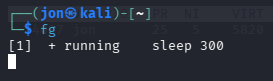 ┌──(jon㉿kali)-[~]
└─$ fg
[1]  + running    sleep 300